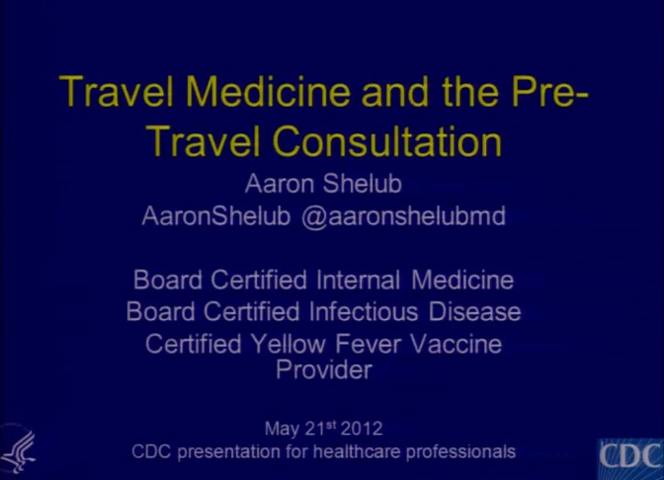 Travel Medicine and the Pre-
Travel Consultation
Aaron Shelub
AaronShelub @aaronshelubmd
Board Certified Internal Medicine
Board Certified Infectious Disease
Certified Yellow Fever Vaccine
Provider
May 21st 2012
CDC presentation for healthcare professionals
CDC